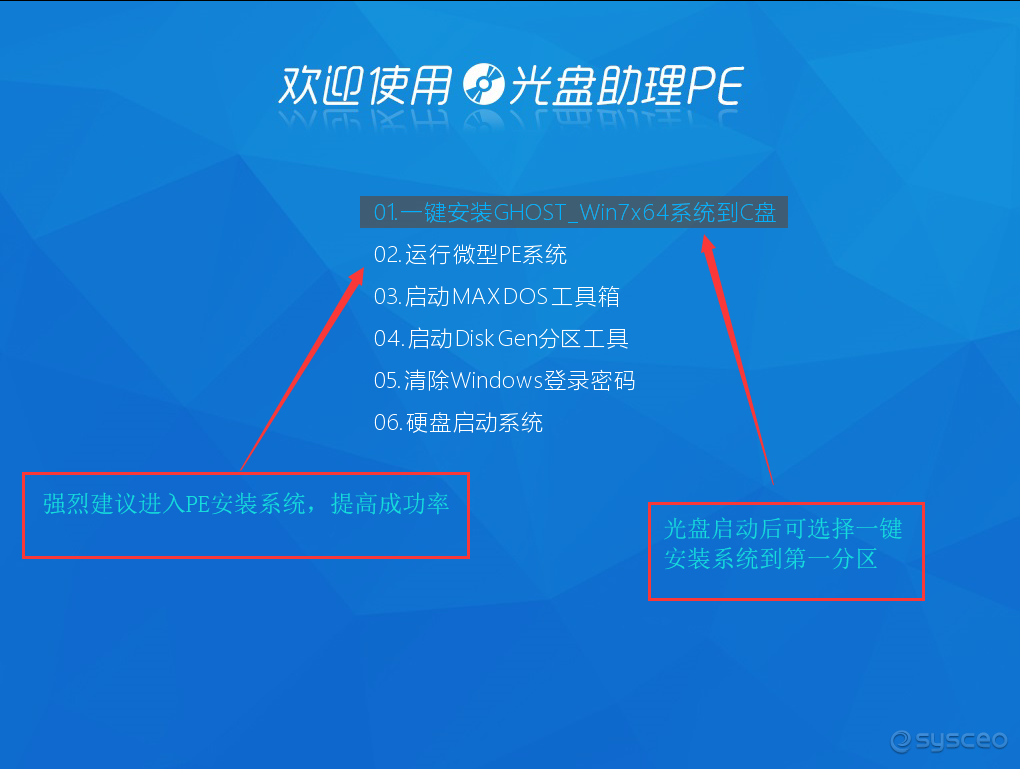 欢迎使用光盘助理PE
01.一键安装GHOST_Win7x64系统到C盘
02.运行微型PE系统
03.启动MAXDOS工具箱
04.启动DiskGen分区工具
05.清除Windows登录密码
06.硬盘启动系统
强烈建议进入PE安装系统，提高成功率
光盘启动后可选择一键
安装系统到第一分区
sysceo